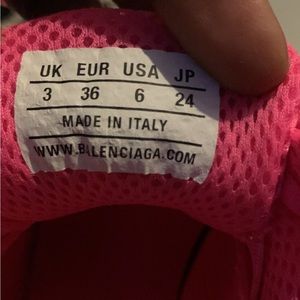 UK EUR USA JP
3 36 6 24
MADE IN ITALY
WWW.BALENCIAGA.COM